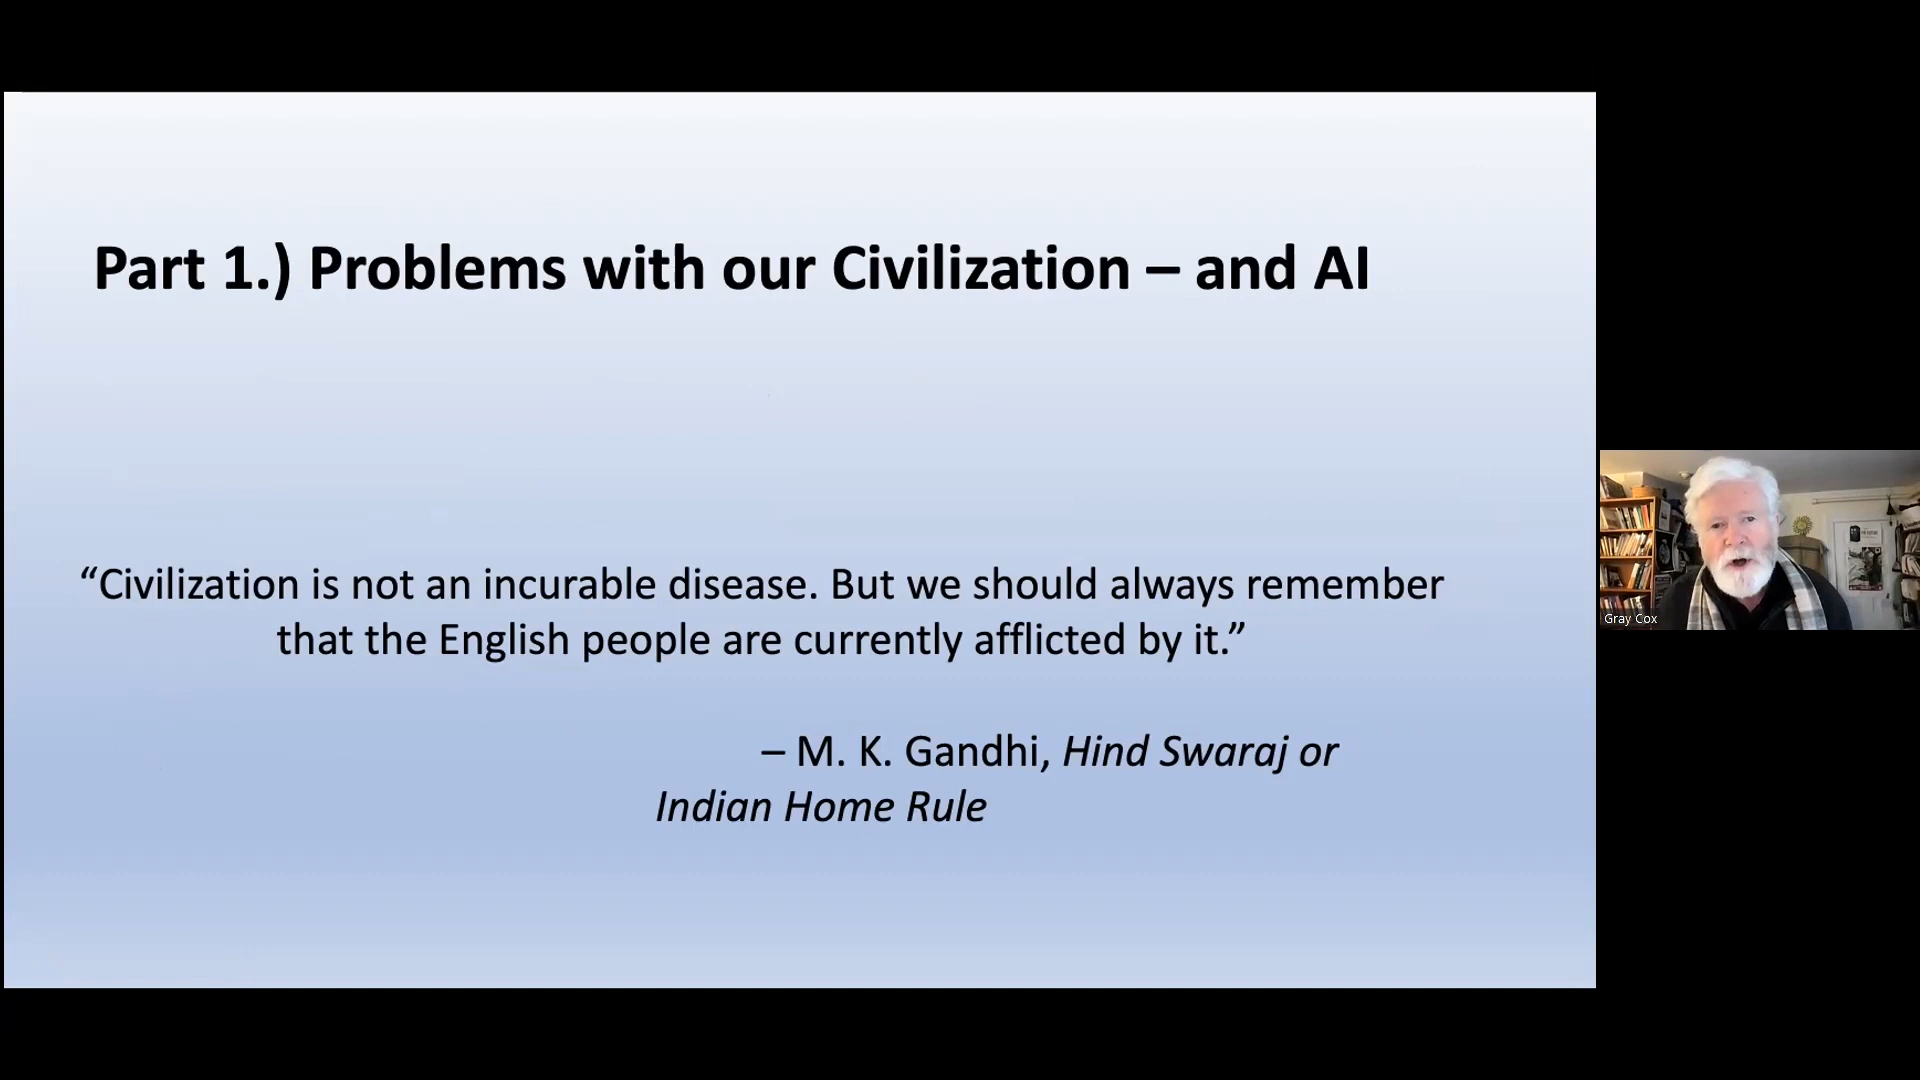 Part 1.) Problems with our Civilization – and AI
“Civilization is not an incurable disease. But we should always remember
that the English people are currently afflicted by it.”
– M. K. Gandhi, Hind Swaraj or
Indian Home Rule
Gray Cox